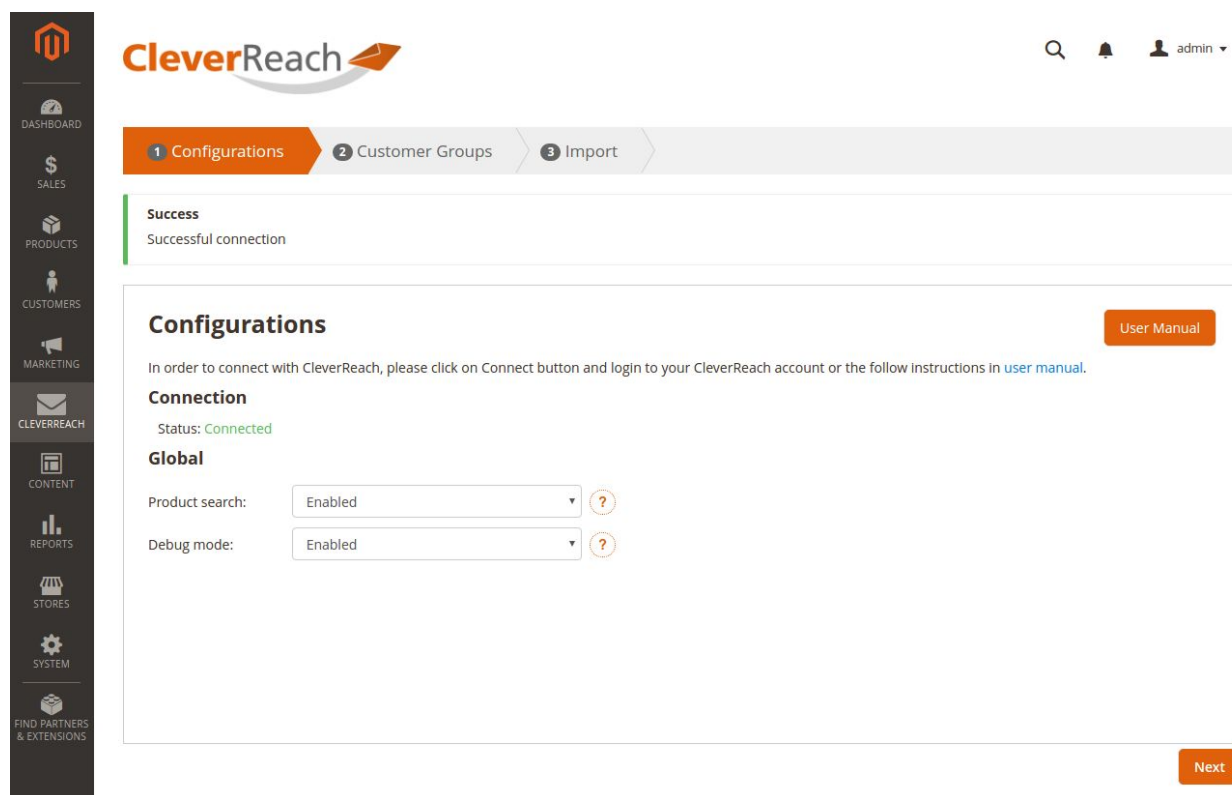 CleverReach
admin
DASHBOARD
SALES
PRODUCTS
CUSTOMERS
MARKETING
CLEVERREACH
CONTENT
REPORTS
STORES
SYSTEM
FIND PARTNERS
& EXTENSIONS
1 Configurations
2 Customer Groups
3 Import
Success
Successful connection
Configurations
User Manual
In order to connect with CleverReach, please click on Connect button and login to your CleverReach account or the follow instructions in user manual.
Connection
Status: Connected
Global
Product search: Enabled ?
Debug mode: Enabled ?
Next